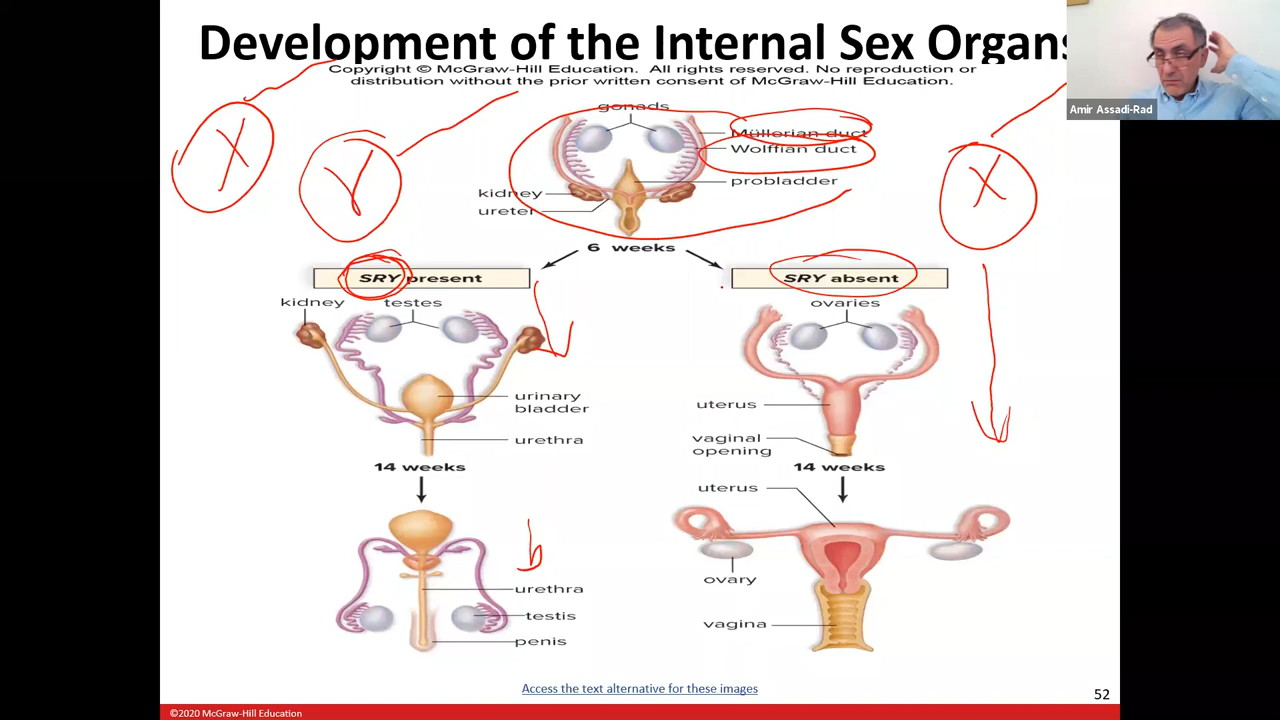 Development of the Internal Sex Organs
Copyright © McGraw-Hill Education. All rights reserved. No reproduction or
distribution without the prior written consent of McGraw-Hill Education.
Amir Assadi-Rad
X
Y
X
gonads
Müllerian duct
Wolffian duct
probladder
kidney
ureter
6 weeks
SRY present
SRY absent
kidney
testes
ovaries
urinary
bladder
urethra
uterus
vaginal
opening
14 weeks
14 weeks
uterus
b
urethra
testis
penis
ovary
vagina
Access the text alternative for these images
52
©2020 McGraw-Hill Education